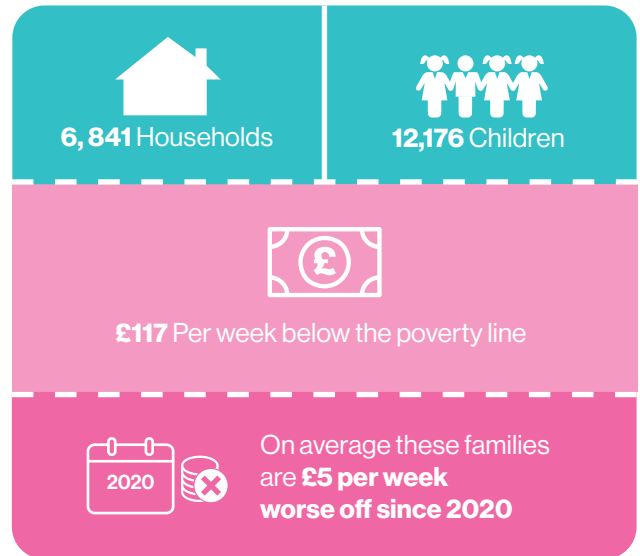 6, 841 Households
12,176 Children
£
£117 Per week below the poverty line
2020
On average these families
are £5 per week
worse off since 2020